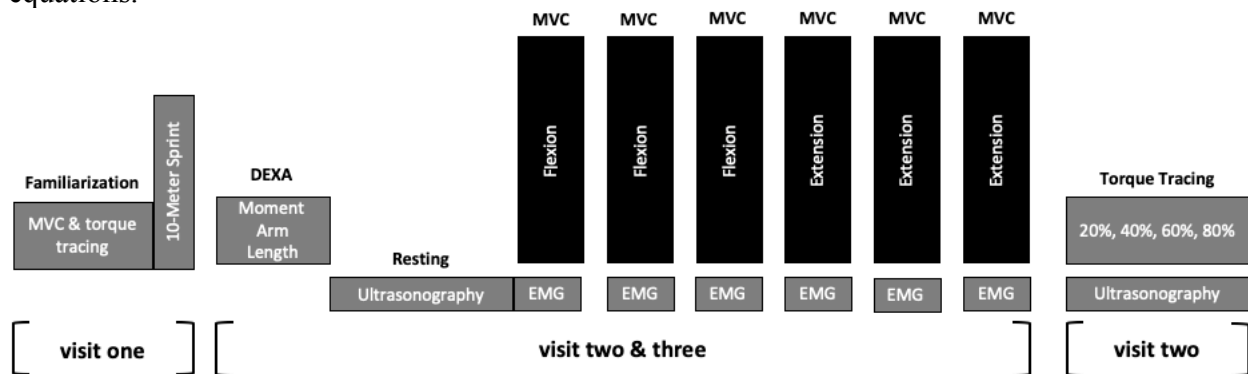 equations.
MVC MVC MVC MVC MVC MVC
Flexion
Flexion
Flexion
Extension
Extension
Extension
10-Meter Sprint
Familiarization
MVC & torque
tracing
DEXA
Moment
Arm
Length
Resting
Ultrasonography
EMG EMG EMG EMG EMG EMG
Torque Tracing
20%, 40%, 60%, 80%
Ultrasonography
visit one
visit two & three
visit two